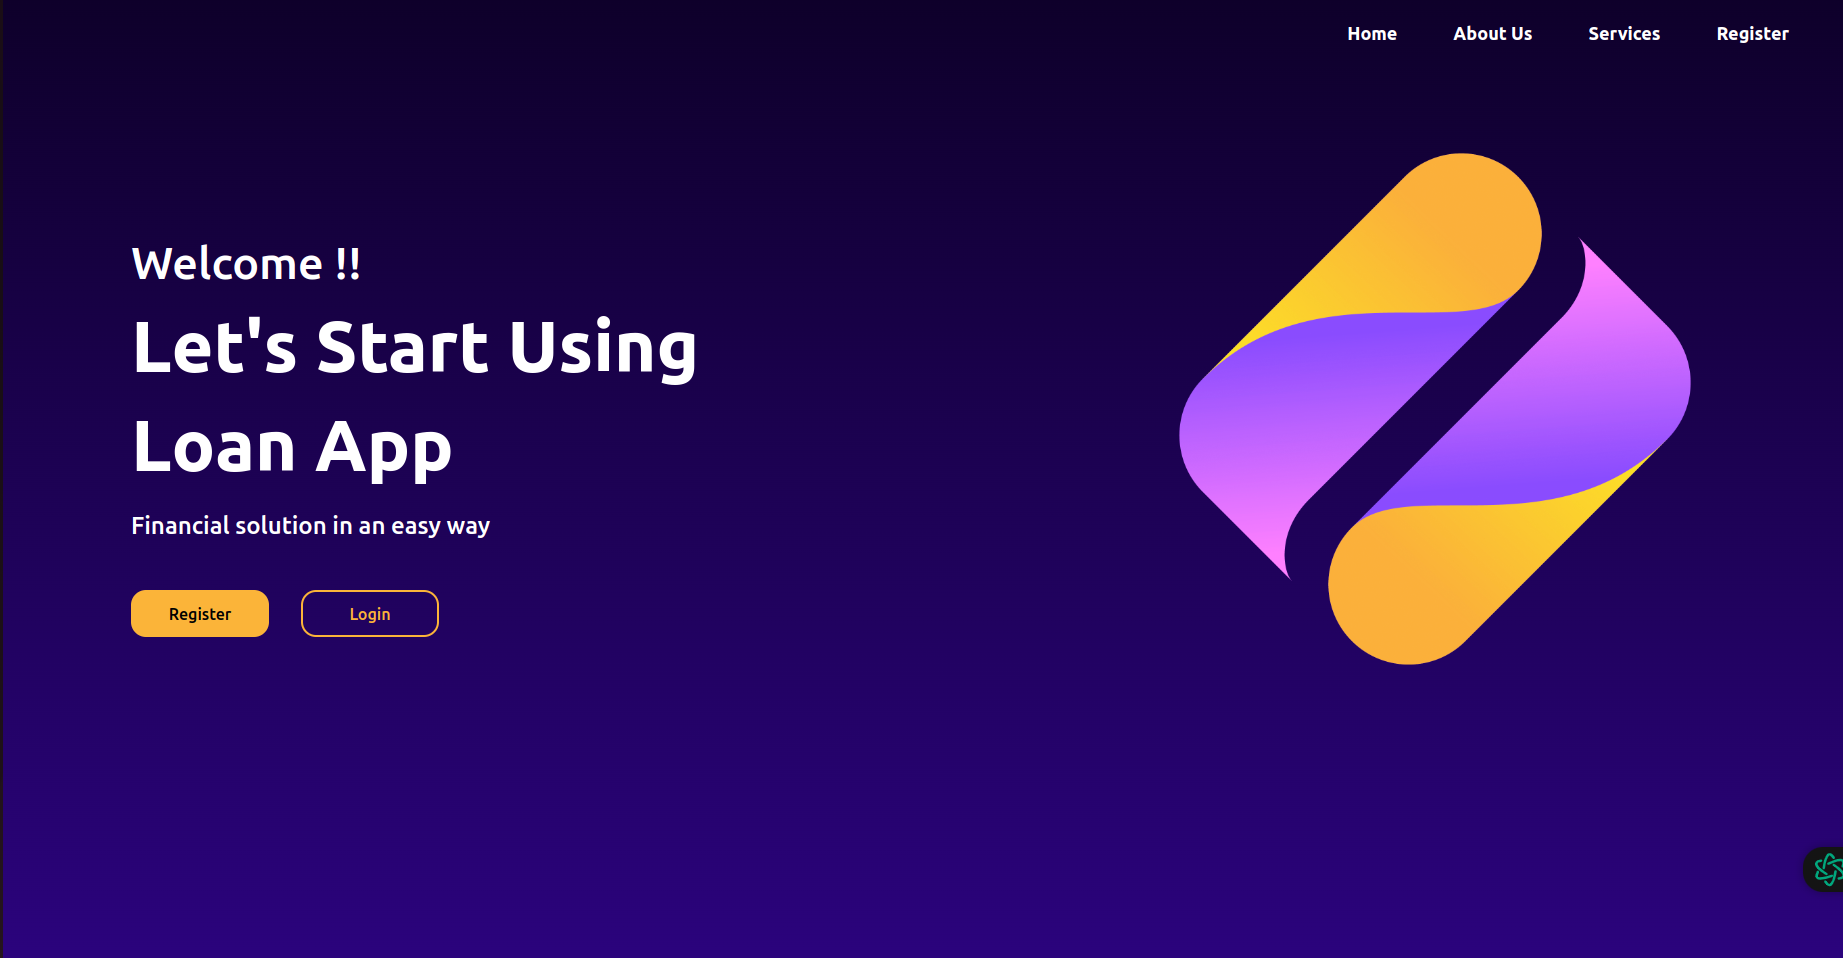 Home About Us Services Register
Welcome !!
Let's Start Using
Loan App
Financial solution in an easy way
Register Login